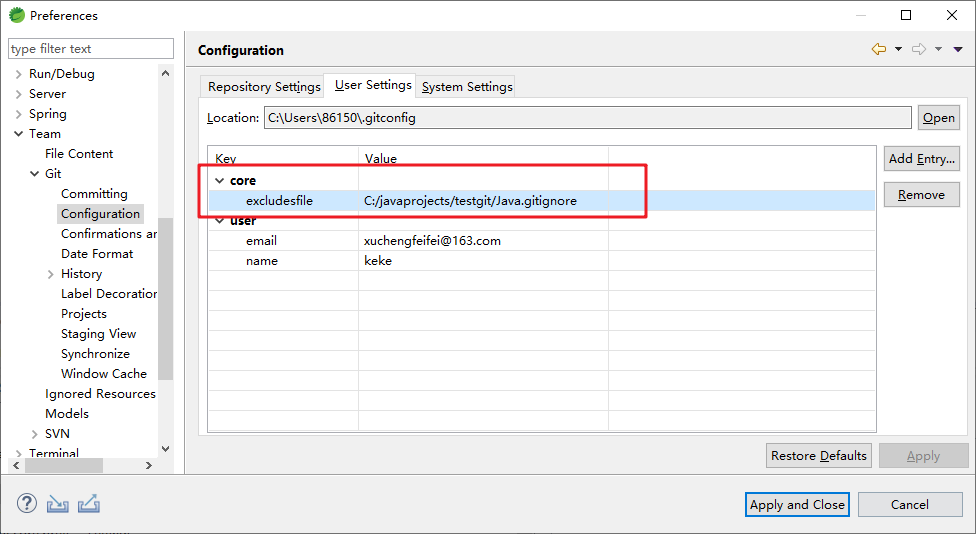 Preferences
type filter text
Run/Debug
Server
Spring
Team
File Content
Git
Committing
Configuration
Confirmations ar
Date Format
History
Label Decoration
Projects
Staging View
Synchronize
Window Cache
Ignored Resources
Models
SVN
Terminal
Configuration
Repository Settings User Settings System Settings
Location: C:\Users\86150\.gitconfig Open
Key Value Add Entry...
core
excludesfile C:/javaprojects/testgit/Java.gitignore Remove
user
email xuchengfeifei@163.com
name keke
Restore Defaults Apply
Apply and Close Cancel